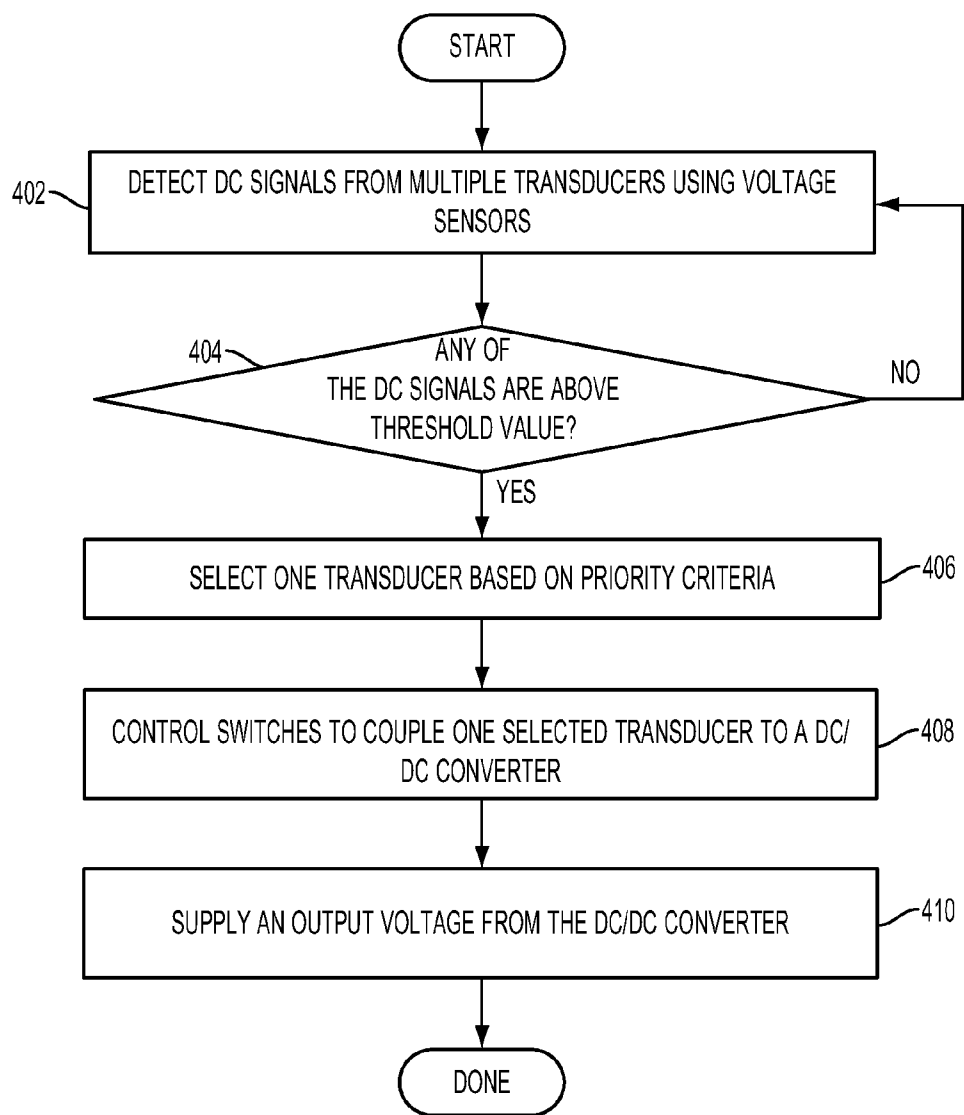 START
402
DETECT DC SIGNALS FROM MULTIPLE TRANSDUCERS USING VOLTAGE
SENSORS
404
ANY OF
THE DC SIGNALS ARE ABOVE
THRESHOLD VALUE?
NO
YES
SELECT ONE TRANSDUCER BASED ON PRIORITY CRITERIA
406
CONTROL SWITCHES TO COUPLE ONE SELECTED TRANSDUCER TO A DC/
DC CONVERTER
408
SUPPLY AN OUTPUT VOLTAGE FROM THE DC/DC CONVERTER
410
DONE